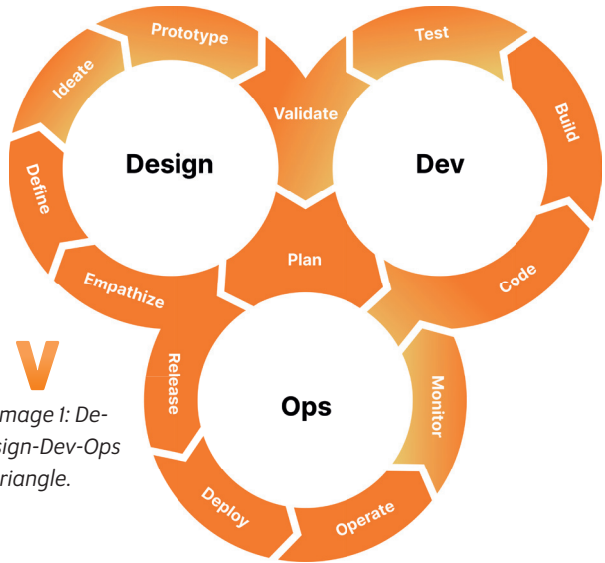 Prototype
Test
Ideate
Validate
Build
Design
Dev
Define
Plan
Empathize
Code
Release
Monitor
Ops
mage 1: De-
sign-Dev-Ops
riangle.
Deploy
Operate